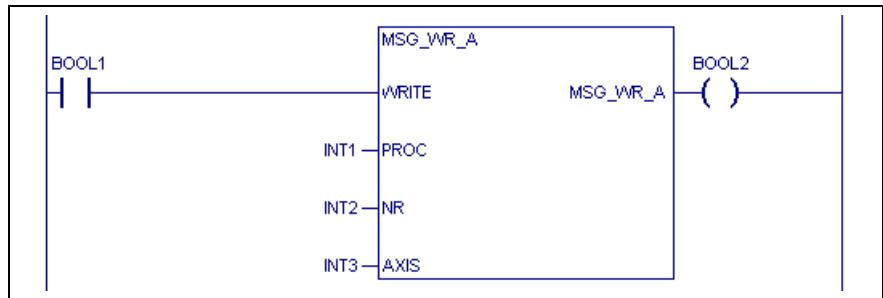 MSG_WR_A
BOOL1
BOOL2
WRITE
MSG_WR_A
INT1
PROC
INT2
NR
INT3
AXIS